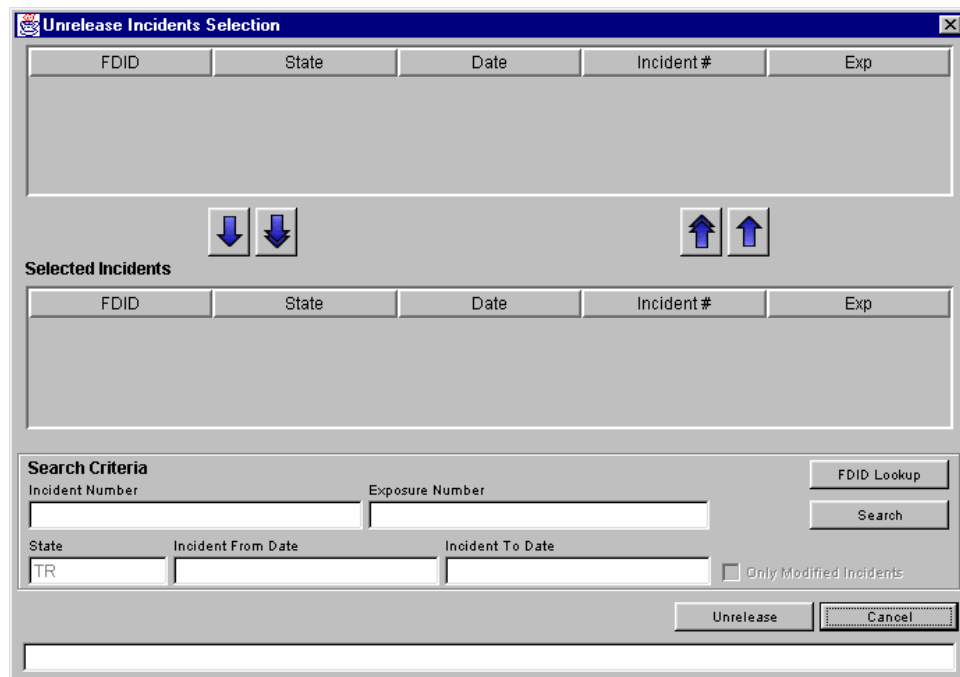 Unrelease Incidents Selection
FDID State Date Incident # Exp
Selected Incidents
FDID State Date Incident # Exp
Search Criteria
FDID Lookup
Incident Number Exposure Number
Search
State Incident From Date Incident To Date
TR
Only Modified Incidents
Unrelease Cancel